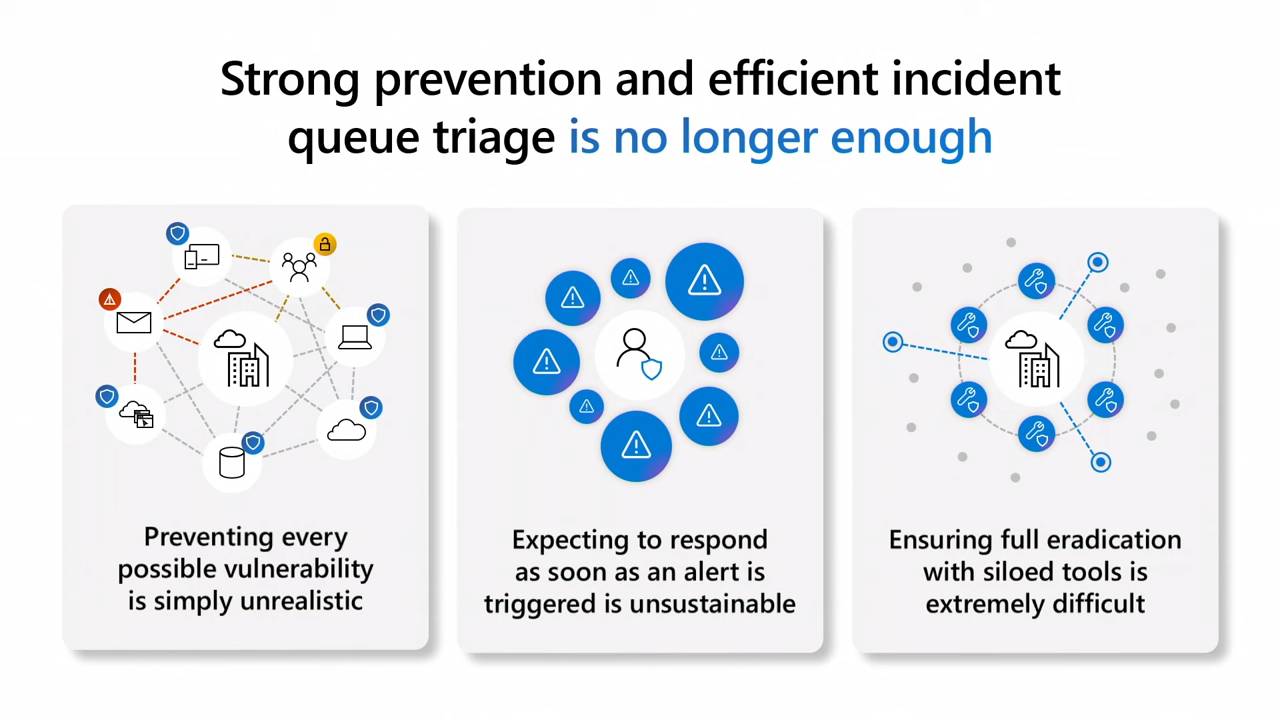 Strong prevention and efficient incident
queue triage is no longer enough
Preventing every
possible vulnerability
is simply unrealistic
Expecting to respond
as soon as an alert is
triggered is unsustainable
Ensuring full eradication
with siloed tools is
extremely difficult